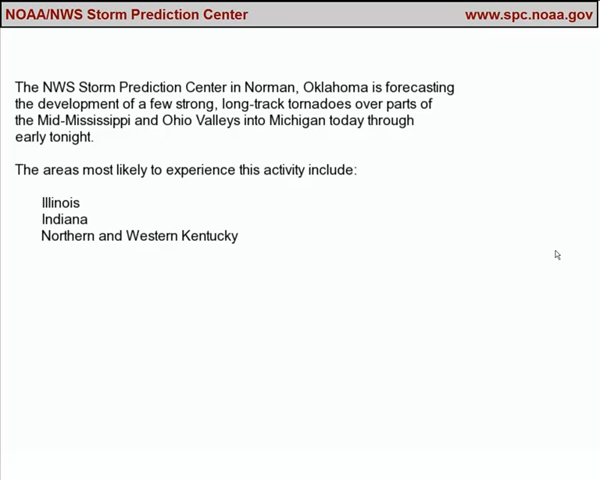 NOAA/NWS Storm Prediction Center www.spc.noaa.gov
The NWS Storm Prediction Center in Norman, Oklahoma is forecasting
the development of a few strong, long-track tornadoes over parts of
the Mid-Mississippi and Ohio Valleys into Michigan today through
early tonight.
The areas most likely to experience this activity include:
Illinois
Indiana
Northern and Western Kentucky